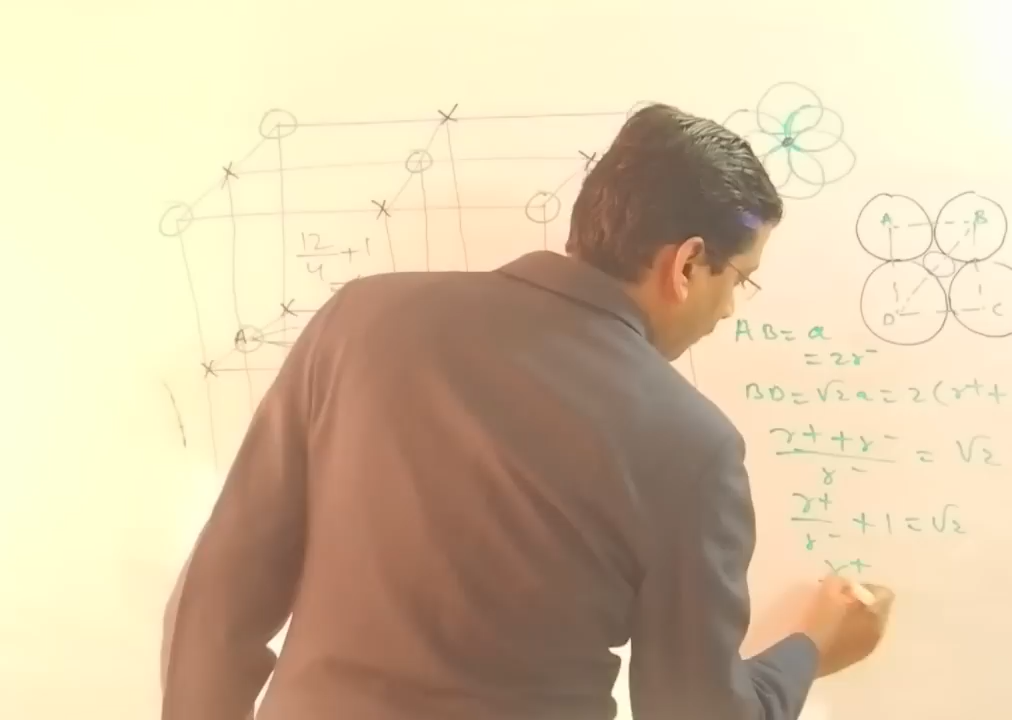 12/4 + 1
A
A B
D C
AB = a
= 2r⁻
BD = √2 a = 2(r⁺ +
r⁺ + r⁻ / r⁻ = √2
r⁺ / r⁻ + 1 = √2
r⁺